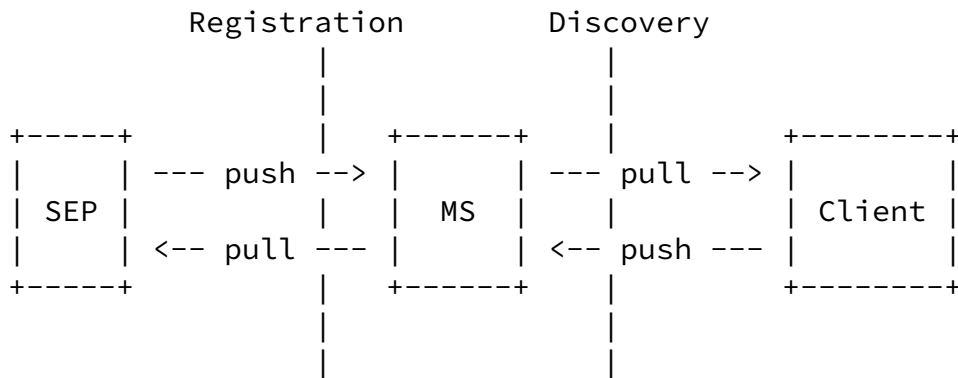 Registration Discovery
--- push --> --- pull -->
SEP MS Client
<-- pull --- <-- push ---